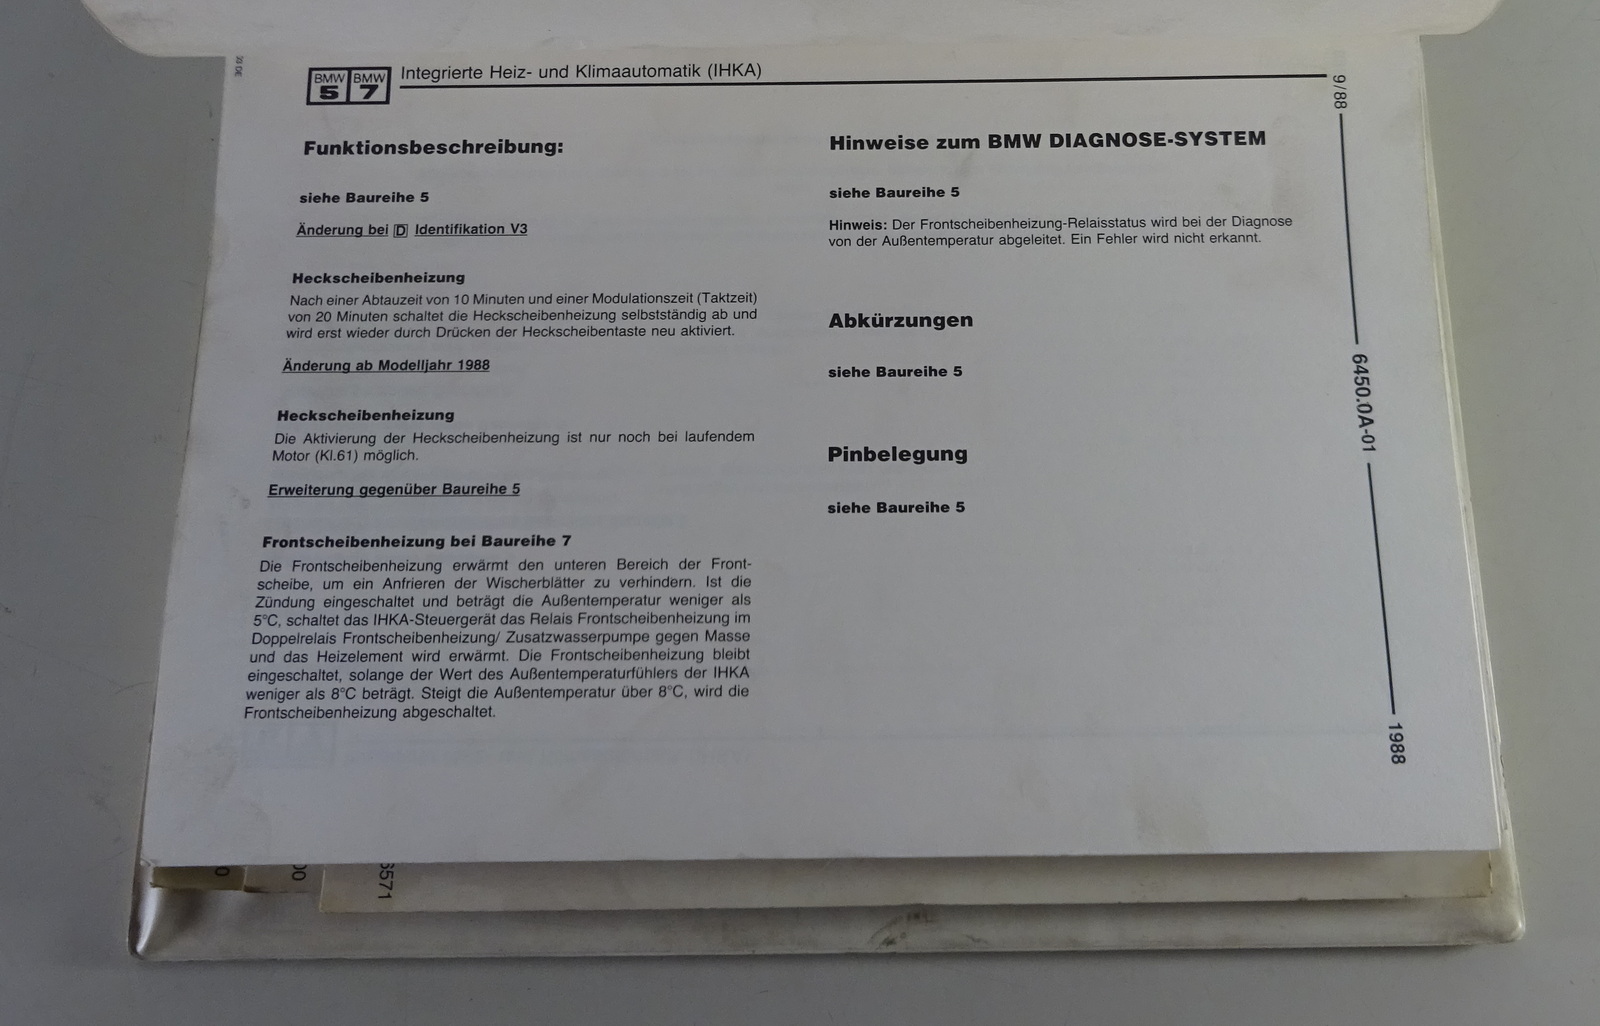 BMW 5 BMW 7
Integrierte Heiz- und Klimaautomatik (IHKA)
Funktionsbeschreibung:
siehe Baureihe 5
Änderung bei D Identifikation V3
Heckscheibenheizung
Nach einer Abtauzeit von 10 Minuten und einer Modulationszeit (Taktzeit)
von 20 Minuten schaltet die Heckscheibenheizung selbstständig ab und
wird erst wieder durch Drücken der Heckscheibentaste neu aktiviert.
Änderung ab Modelljahr 1988
Heckscheibenheizung
Die Aktivierung der Heckscheibenheizung ist nur noch bei laufendem
Motor (Kl.61) möglich.
Erweiterung gegenüber Baureihe 5
Frontscheibenheizung bei Baureihe 7
Die Frontscheibenheizung erwärmt den unteren Bereich der Front-
scheibe, um ein Anfrieren der Wischerblätter zu verhindern. Ist die
Zündung eingeschaltet und beträgt die Außentemperatur weniger als
5°C, schaltet das IHKA-Steuergerät das Relais Frontscheibenheizung im
Doppelrelais Frontscheibenheizung/ Zusatzwasserpumpe gegen Masse
und das Heizelement wird erwärmt. Die Frontscheibenheizung bleibt
eingeschaltet, solange der Wert des Außentemperaturfühlers der IHKA
weniger als 8°C beträgt. Steigt die Außentemperatur über 8°C, wird die
Frontscheibenheizung abgeschaltet.
Hinweise zum BMW DIAGNOSE-SYSTEM
siehe Baureihe 5
Hinweis: Der Frontscheibenheizung-Relaisstatus wird bei der Diagnose
von der Außentemperatur abgeleitet. Ein Fehler wird nicht erkannt.
Abkürzungen
siehe Baureihe 5
Pinbelegung
siehe Baureihe 5
9/88
6450.0A-01
1988
0
00
6571